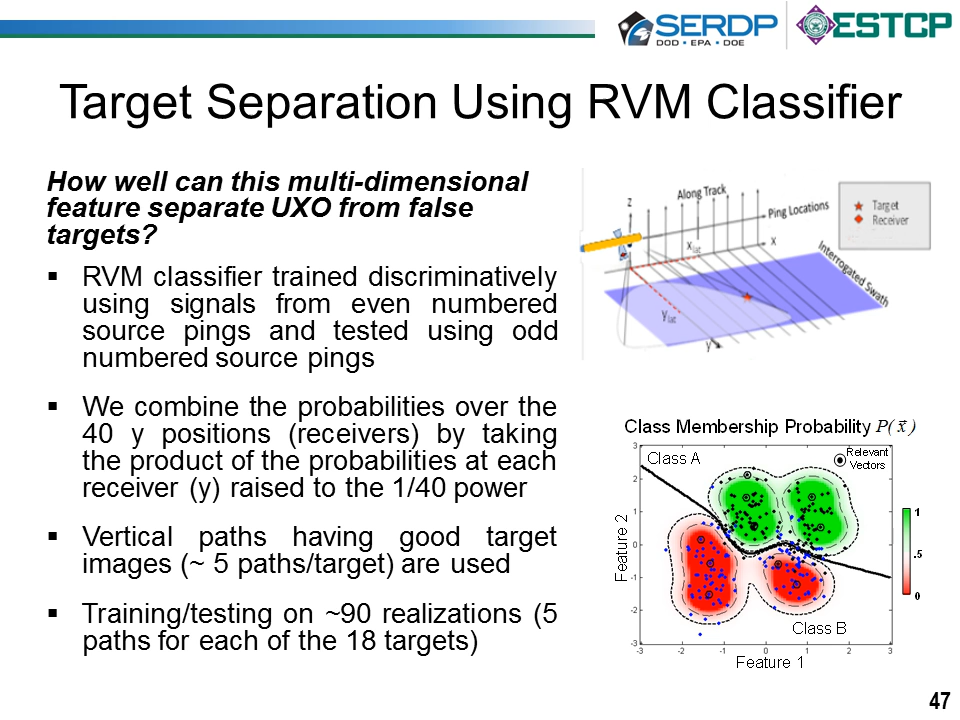 SERDP
DOD • EPA • DOE
ESTCP
Target Separation Using RVM Classifier
How well can this multi-dimensional
feature separate UXO from false
targets?
▪ RVM classifier trained discriminatively
using signals from even numbered
source pings and tested using odd
numbered source pings
▪ We combine the probabilities over the
40 y positions (receivers) by taking
the product of the probabilities at each
receiver (y) raised to the 1/40 power
▪ Vertical paths having good target
images (~ 5 paths/target) are used
▪ Training/testing on ~90 realizations (5
paths for each of the 18 targets)
z
Along Track
Ping Locations
x
X
Y
y
Interrogated Swath
Target
Receiver
Class Membership Probability P(x⃗)
Class A
Relevant
Vectors
Feature 2
3
2
1
0
-1
-2
-3
-3 -2 -1 0 1 2 3
Class B
Feature 1
1
.5
0
47